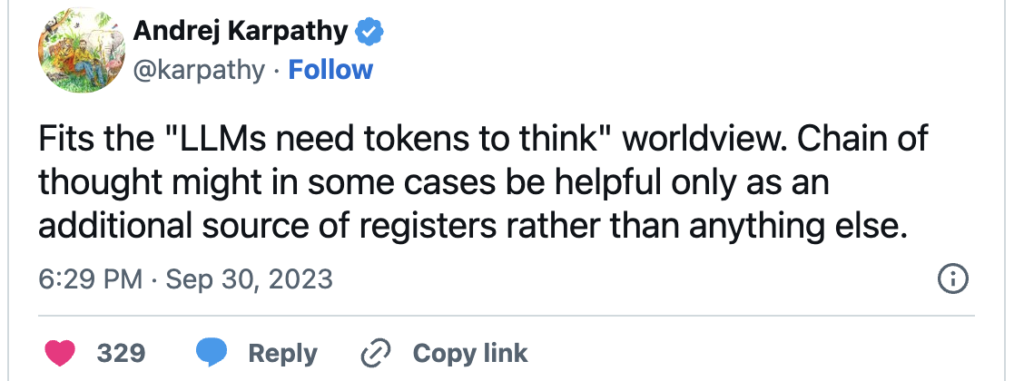 Andrej Karpathy
@karpathy · Follow
Fits the "LLMs need tokens to think" worldview. Chain of
thought might in some cases be helpful only as an
additional source of registers rather than anything else.
6:29 PM · Sep 30, 2023
329 Reply Copy link